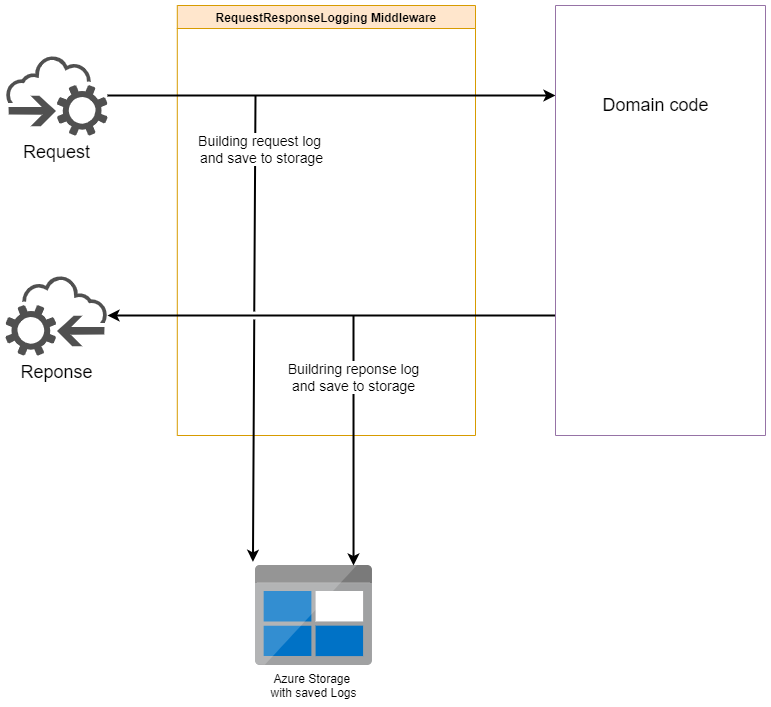 RequestResponseLogging Middleware
Domain code
Building request log
and save to storage
Request
Buildring reponse log
and save to storage
Reponse
Azure Storage
with saved Logs